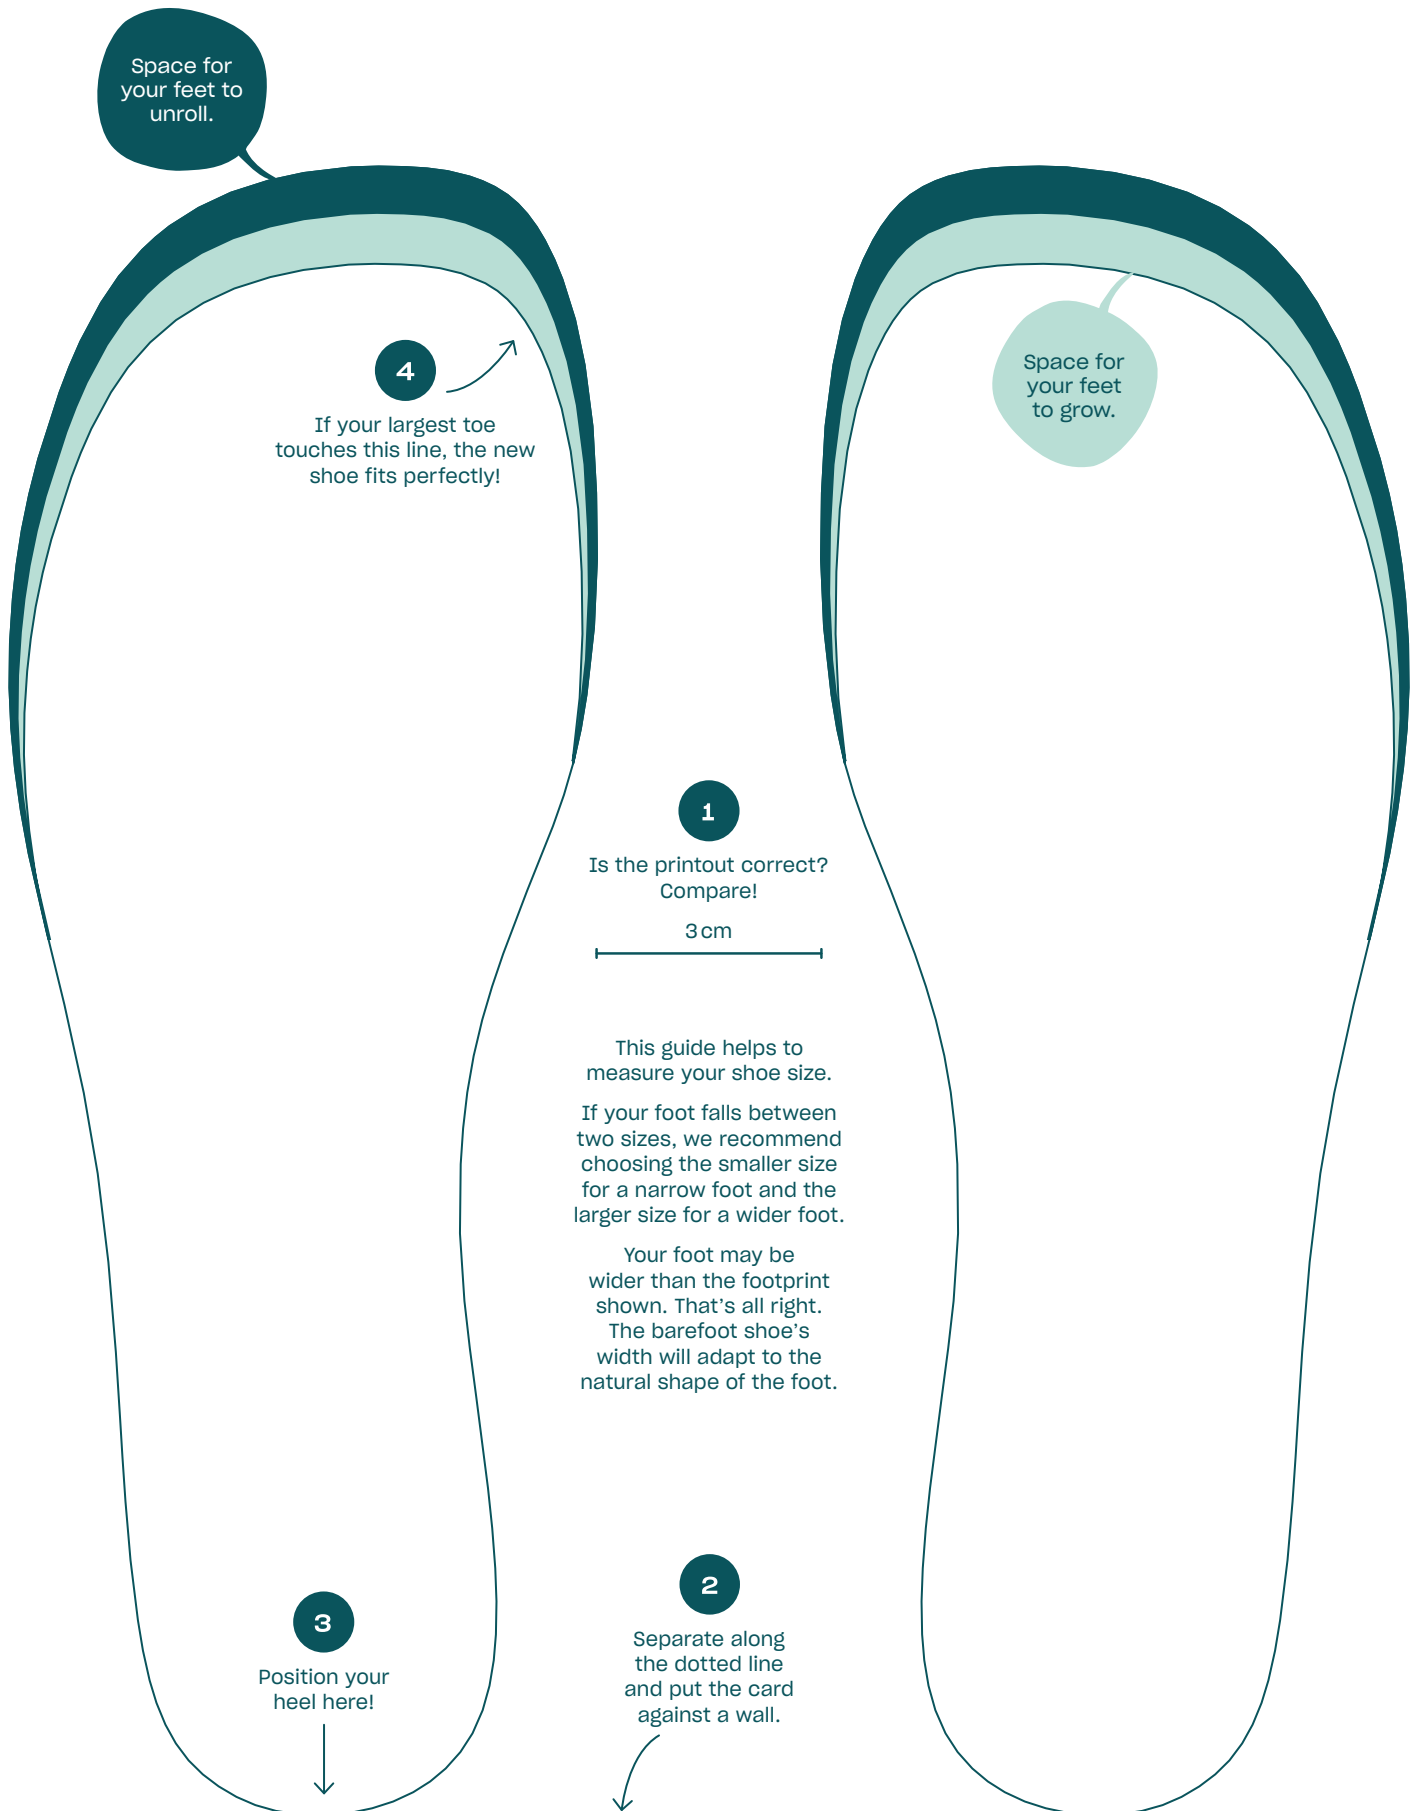 Space for
your feet to
unroll.
4
If your largest toe
touches this line, the new
shoe fits perfectly!
Space for
your feet
to grow.
1
Is the printout correct?
Compare!
3 cm
This guide helps to
measure your shoe size.
If your foot falls between
two sizes, we recommend
choosing the smaller size
for a narrow foot and the
larger size for a wider foot.
Your foot may be
wider than the footprint
shown. That’s all right.
The barefoot shoe’s
width will adapt to the
natural shape of the foot.
3
Position your
heel here!
2
Separate along
the dotted line
and put the card
against a wall.